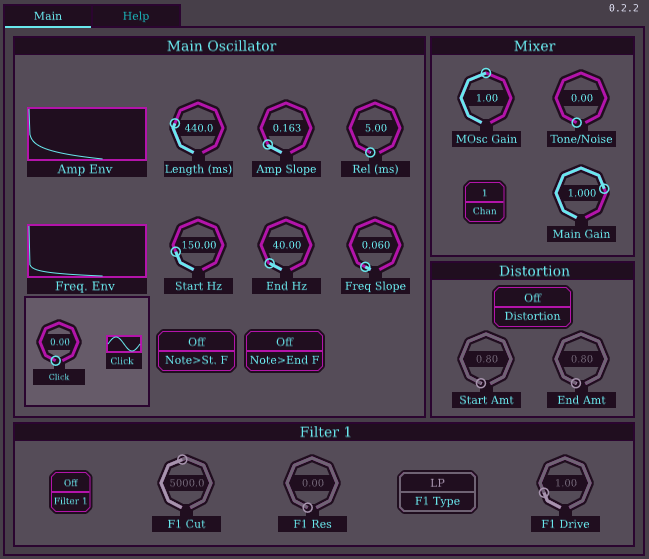 Main Help 0.2.2
Main Oscillator
440.0 0.163 5.00
Amp Env Length (ms) Amp Slope Rel (ms)
150.00 40.00 0.060
Freq. Env Start Hz End Hz Freq Slope
0.00
Click Click
Off Off
Note>St. F Note>End F
Mixer
1.00 0.00
MOsc Gain Tone/Noise
1 1.000
Chan Main Gain
Distortion
Off
Distortion
0.80 0.80
Start Amt End Amt
Filter 1
Off 5000.0 0.00 LP 1.00
Filter 1 F1 Cut F1 Res F1 Type F1 Drive